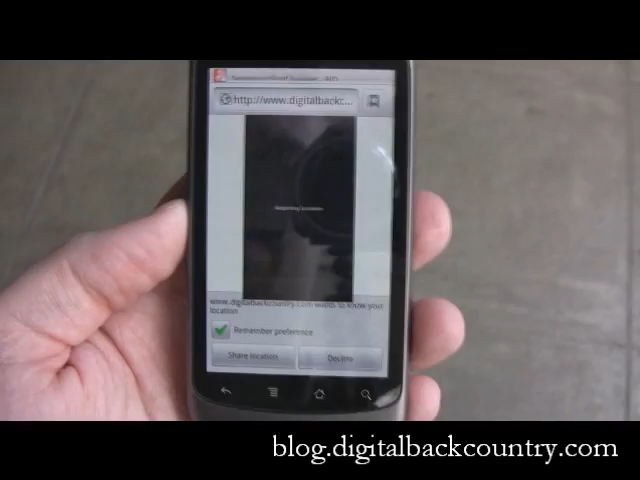 http://www.digitalbackc...
www.digitalbackcountry.com wants to know your
location
Remember preference
Share location
Decline
blog.digitalbackcountry.com